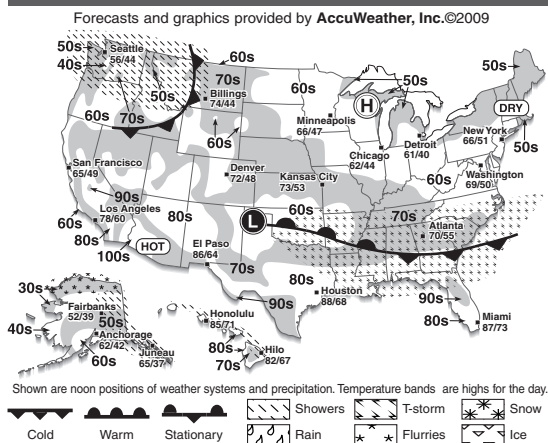 Forecasts and graphics provided by AccuWeather, Inc.©2009
50s
40s
Seattle
56/44
50s
60s
70s
Billings
74/44
60s
50s
50s
H
DRY
60s
70s
60s
Minneapolis
66/47
Chicago
62/44
Detroit
61/40
New York
66/51
50s
San Francisco
65/49
Denver
72/48
Kansas City
73/53
60s
Washington
69/50
90s
Los Angeles
78/60
60s
80s
100s
HOT
80s
L
60s
70s
Atlanta
70/55
El Paso
86/64
70s
80s
90s
Houston
88/68
90s
80s
Miami
87/73
30s
Fairbanks
52/39
50s
40s
Anchorage
62/42
60s
Juneau
65/37
Honolulu
85/71
80s
70s
Hilo
82/67
Shown are noon positions of weather systems and precipitation. Temperature bands are highs for the day.
Cold
Warm
Stationary
Showers
Rain
T-storm
Flurries
Snow
Ice